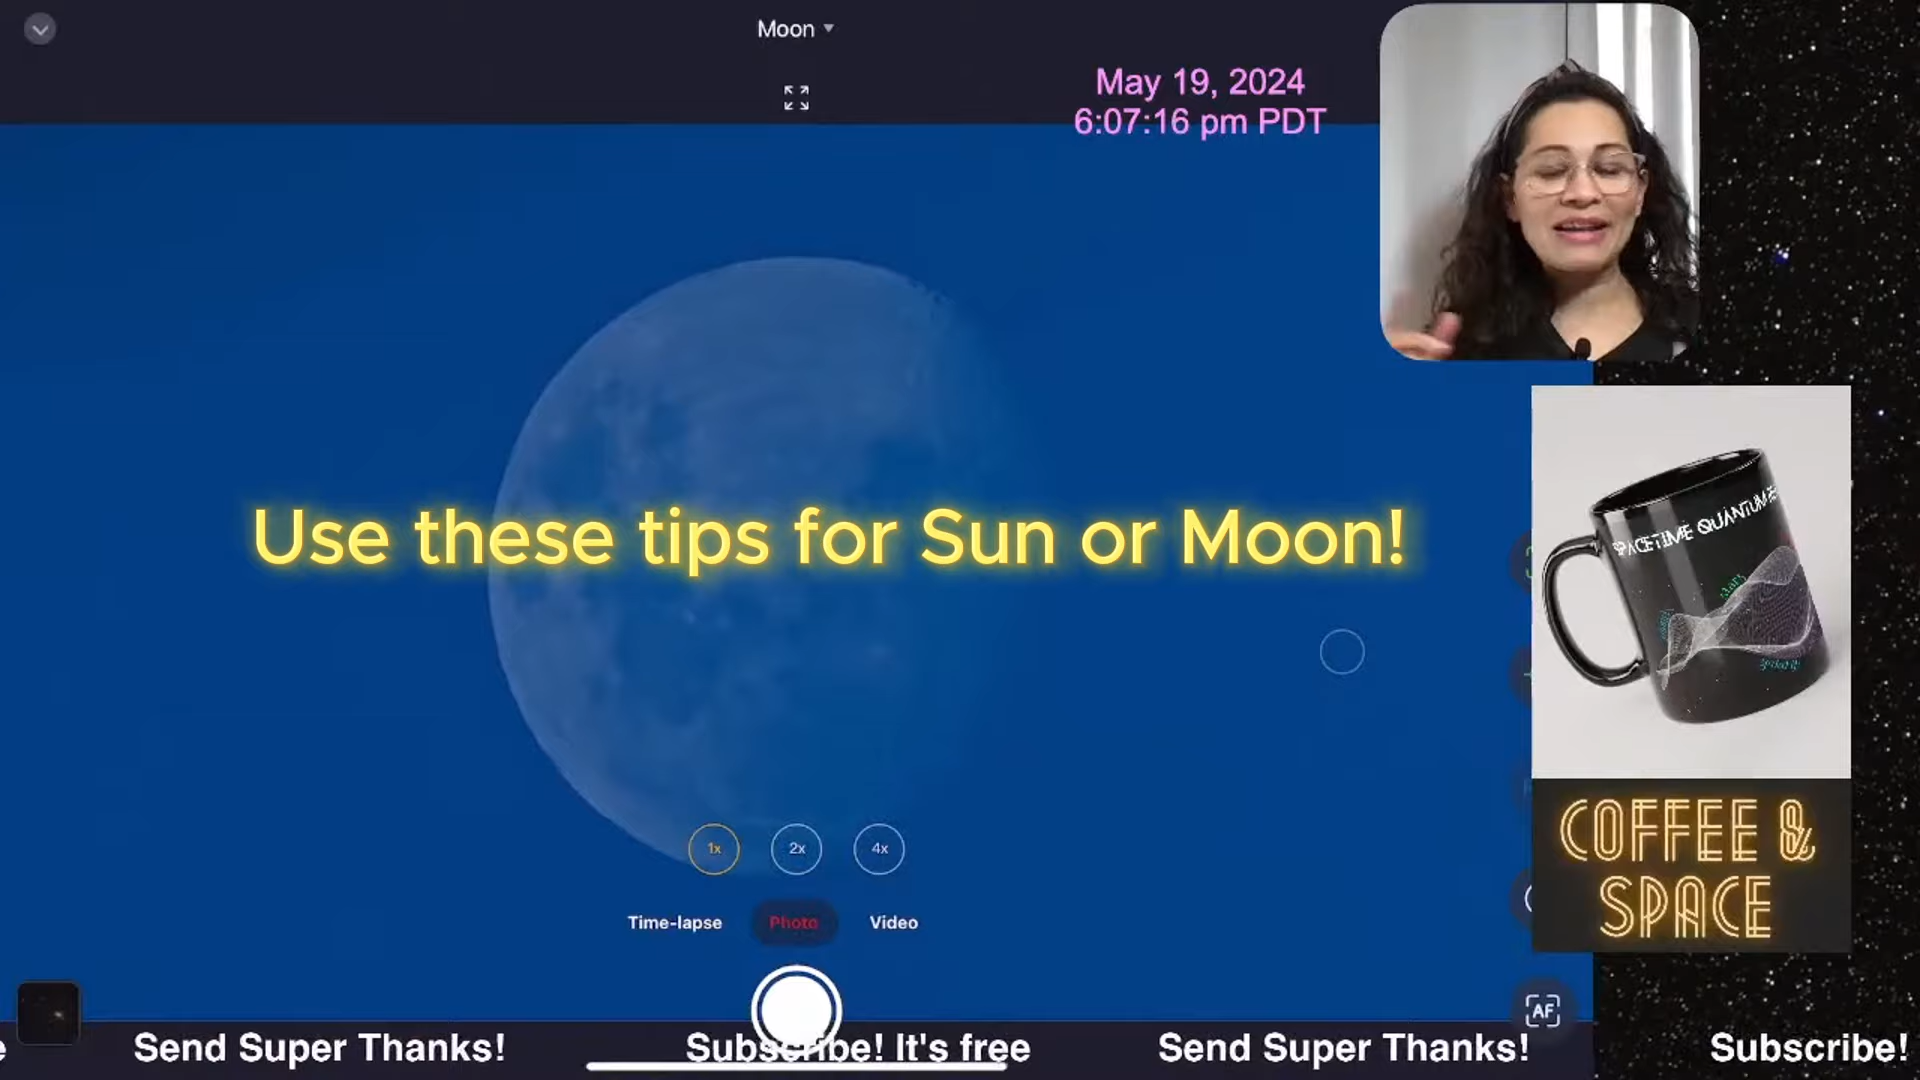 Moon
May 19, 2024
6:07:16 pm PDT
Use these tips for Sun or Moon!
SPACETIME QUANTUM
1x
2x
4x
Time-lapse
Photo
Video
COFFEE &
SPACE
AF
Send Super Thanks!
Subscribe! It's free
Send Super Thanks!
Subscribe!